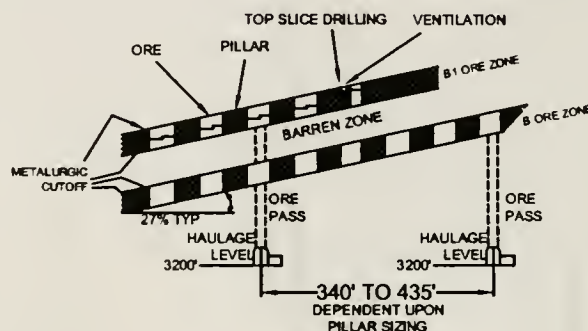 TOP SLICE DRILLING
VENTILATION
ORE
PILLAR
B1 ORE ZONE
BARREN ZONE
B ORE ZONE
METALURGIC
CUTOFF
27% TYP
ORE
PASS
ORE
PASS
HAULAGE
LEVEL
3200'
HAULAGE
LEVEL
3200'
340' TO 435'
DEPENDENT UPON
PILLAR SIZING